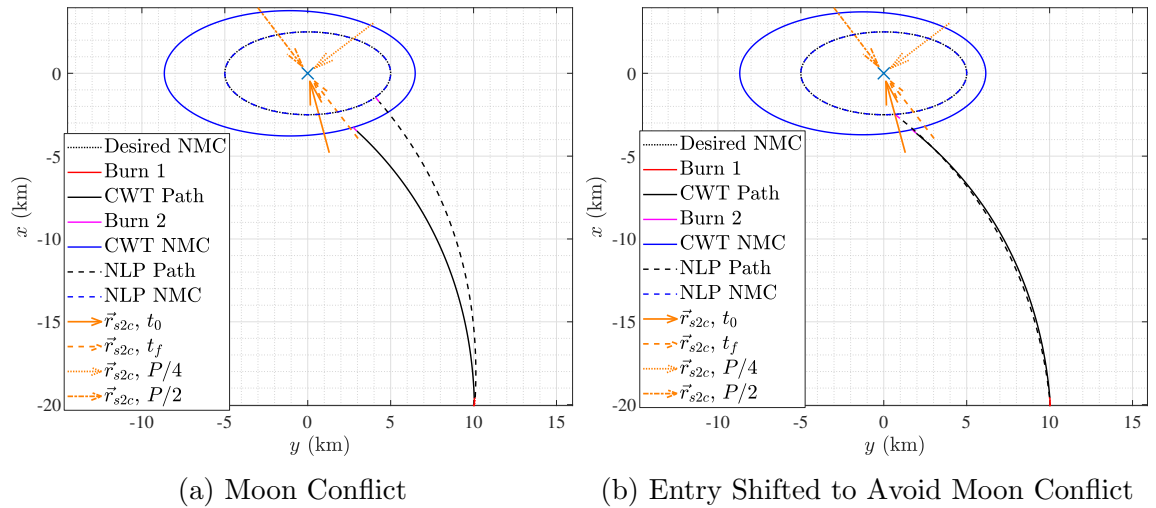 0
-5
-10
-15
-20
x (km)
-10
-5
0
5
10
15
y (km)
Desired NMC
Burn 1
CWT Path
Burn 2
CWT NMC
NLP Path
NLP NMC
r⃗s2c, t0
r⃗s2c, tf
r⃗s2c, P/4
r⃗s2c, P/2
(a) Moon Conflict
0
-5
-10
-15
-20
x (km)
-10
-5
0
5
10
15
y (km)
Desired NMC
Burn 1
CWT Path
Burn 2
CWT NMC
NLP Path
NLP NMC
r⃗s2c, t0
r⃗s2c, tf
r⃗s2c, P/4
r⃗s2c, P/2
(b) Entry Shifted to Avoid Moon Conflict